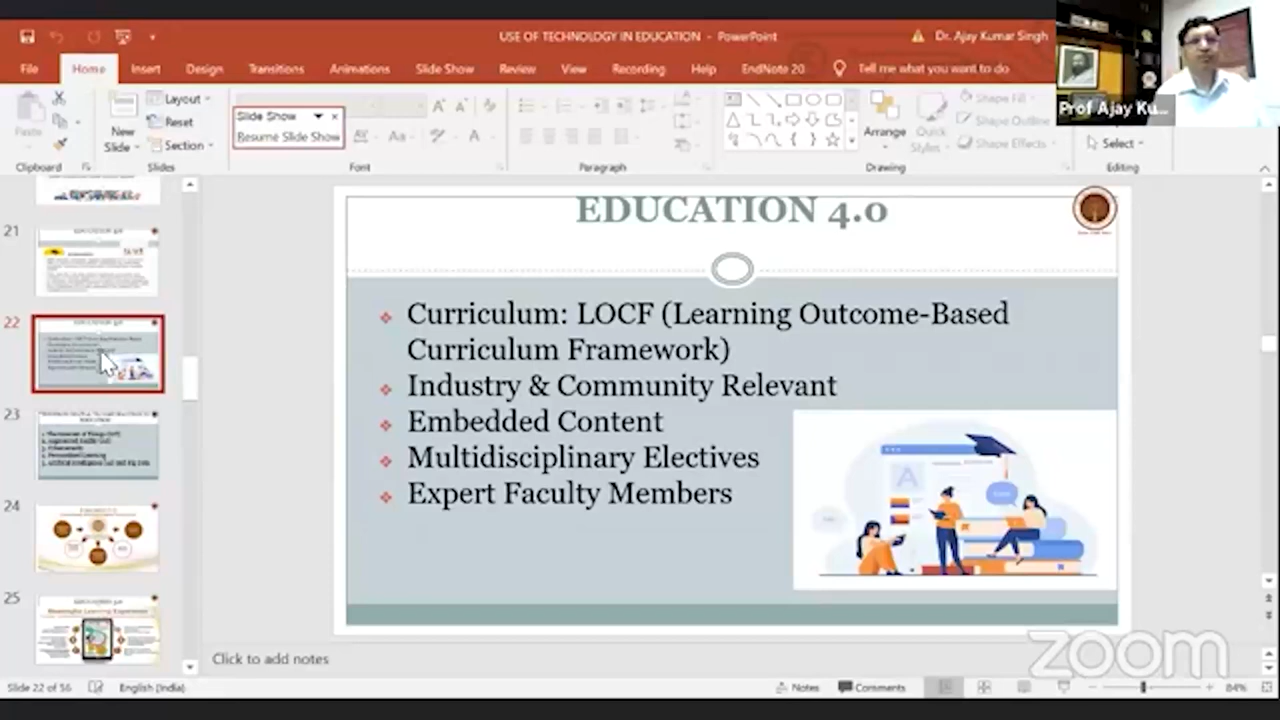 USE OF TECHNOLOGY IN EDUCATION - PowerPoint
Dr. Ajay Kumar Singh
File Home Insert Design Transitions Animations Slide Show Review View Recording Help EndNote 20 Tell me what you want to do
Prof Ajay Ku...
Paste
New
Slide
Layout
Reset
Section
Slide Show
Resume Slide Show
Aa
A
Arrange
Quick
Styles
Shape Fill
Shape Outline
Shape Effects
Select
Clipboard Slides Font Paragraph Drawing Editing
21
22
23
24
25
EDUCATION 4.0
Curriculum: LOCF (Learning Outcome-Based
Curriculum Framework)
Industry & Community Relevant
Embedded Content
Multidisciplinary Electives
Expert Faculty Members
A
Meaningful Learning Experience
Click to add notes
zoom
Slide 22 of 56 English (India) Notes Comments 84%